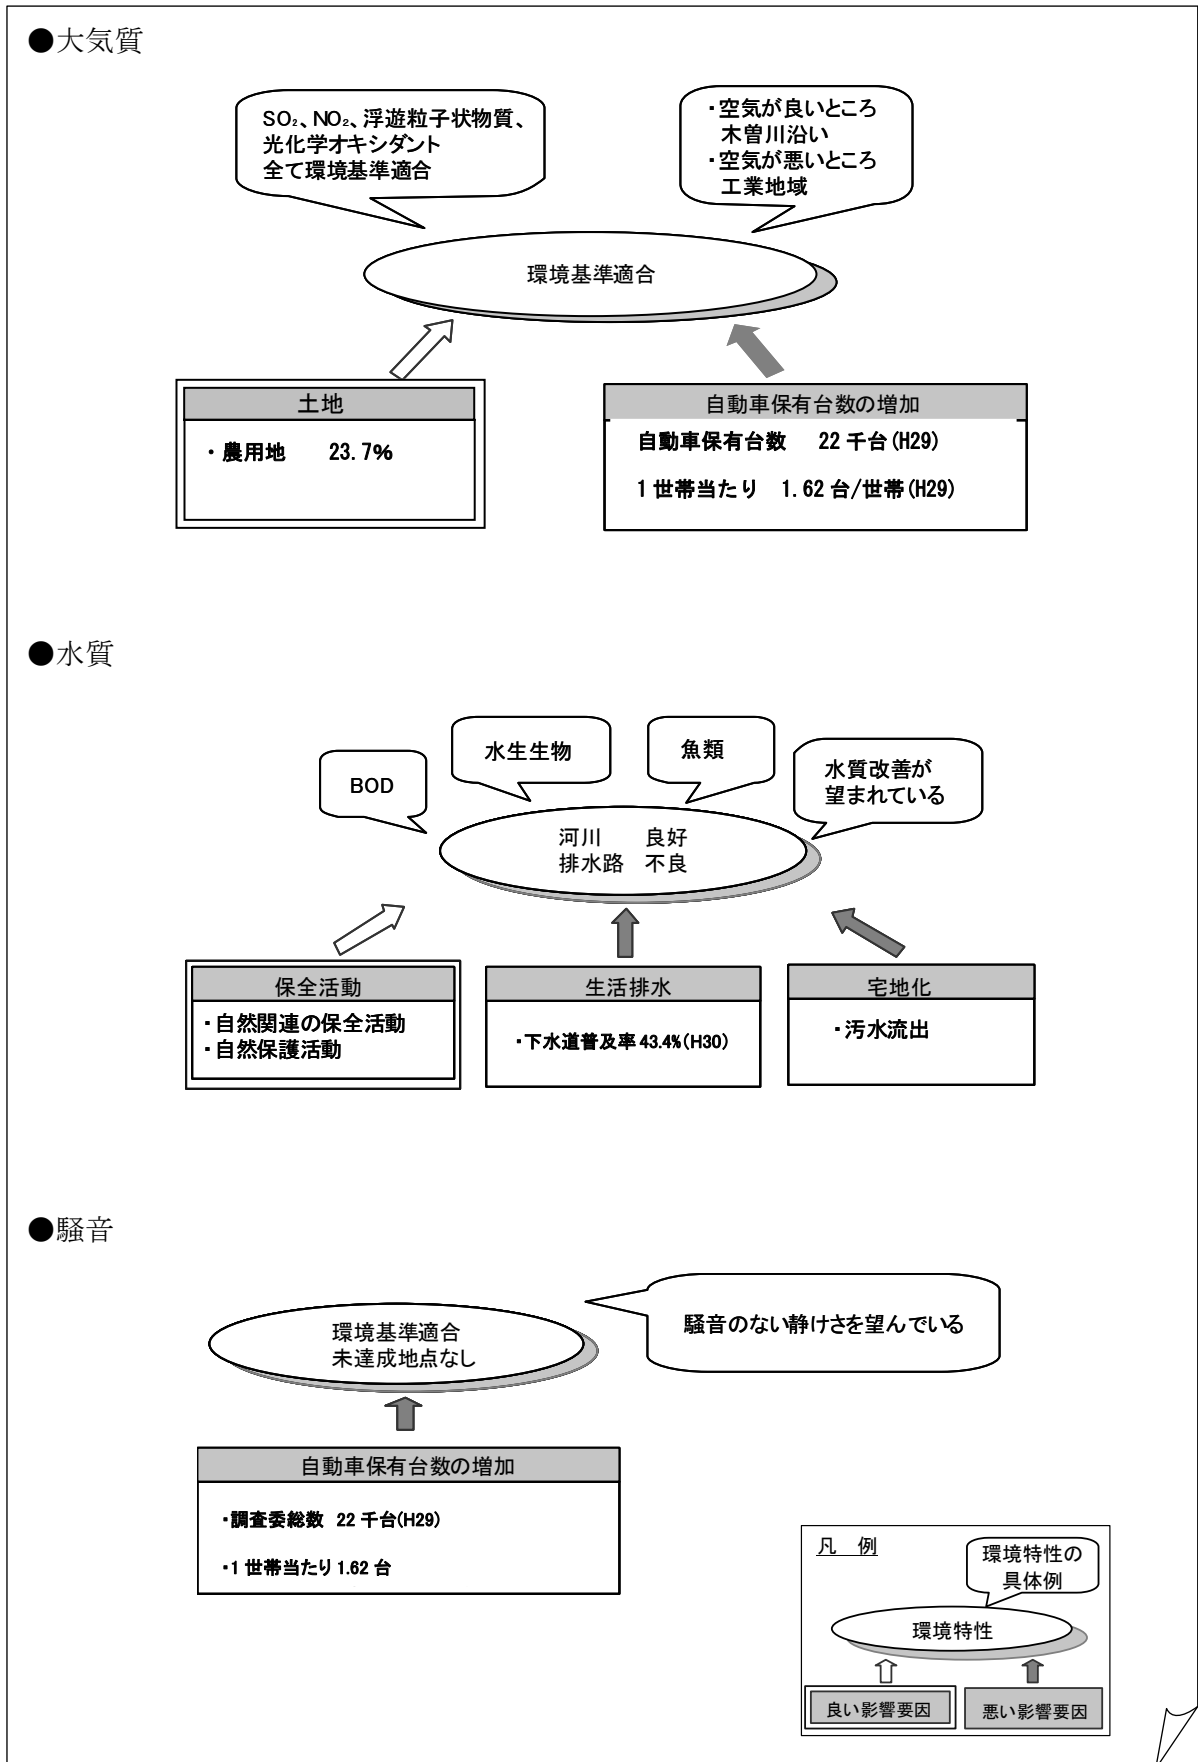 ●大気質
SO₂、NO₂、浮遊粒子状物質、
光化学オキシダント
全て環境基準適合
・空気が良いところ
木曽川沿い
・空気が悪いところ
工業地域
環境基準適合
土地
・農用地 23.7%
自動車保有台数の増加
自動車保有台数 22 千台(H29)
1 世帯当たり 1.62 台/世帯(H29)
●水質
BOD
水生生物
魚類
水質改善が
望まれている
河川 良好
排水路 不良
保全活動
・自然関連の保全活動
・自然保護活動
生活排水
・下水道普及率 43.4%(H30)
宅地化
・汚水流出
●騒音
環境基準適合
未達成地点なし
騒音のない静けさを望んでいる
自動車保有台数の増加
・調査委総数 22 千台(H29)
・1 世帯当たり 1.62 台
凡 例
環境特性の
具体例
環境特性
良い影響要因
悪い影響要因